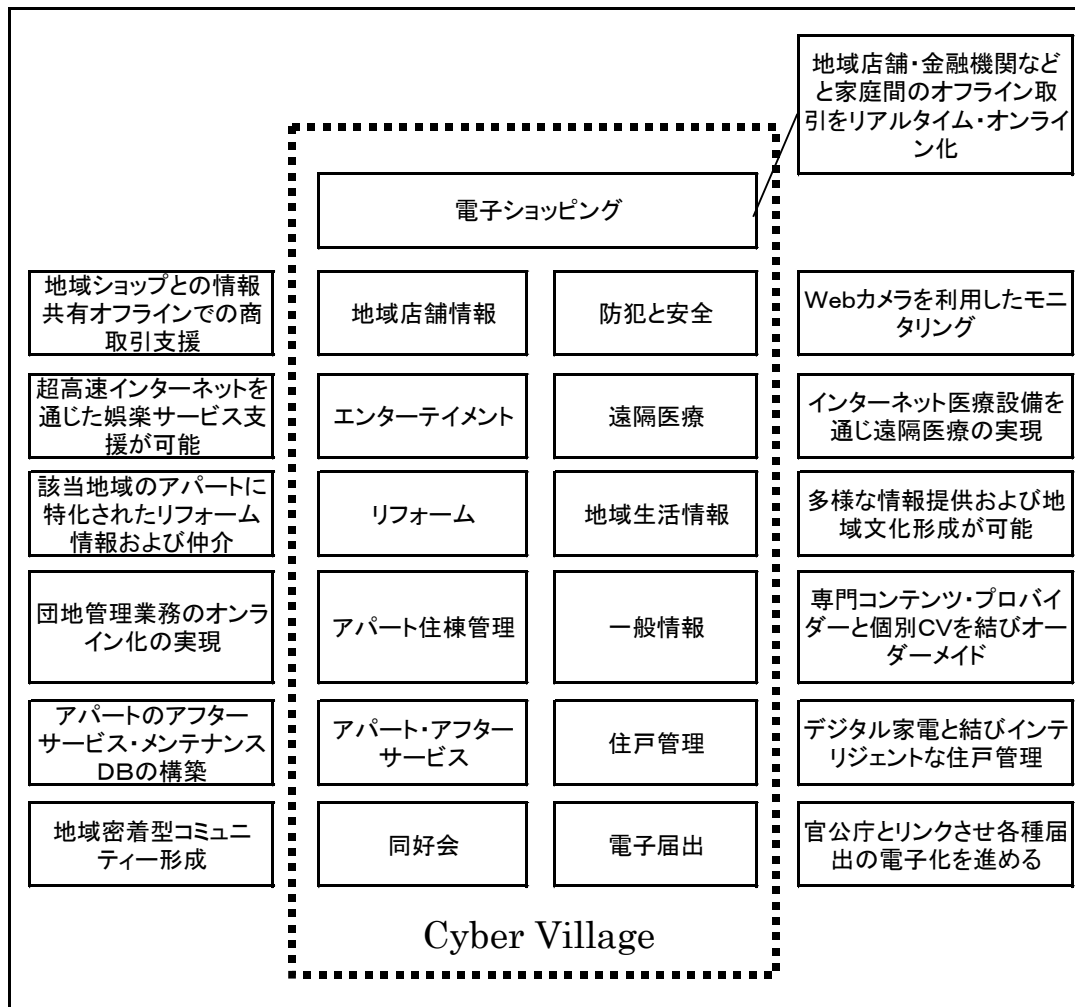 地域店舗・金融機関など
と家庭間のオフライン取
引をリアルタイム・オンライ
ン化
電子ショッピング
地域ショップとの情報
共有オフラインでの商
取引支援
地域店舗情報
防犯と安全
Webカメラを利用したモニ
タリング
超高速インターネットを
通じた娯楽サービス支
援が可能
エンターテイメント
遠隔医療
インターネット医療設備を
通じ遠隔医療の実現
該当地域のアパートに
特化されたリフォーム
情報および仲介
リフォーム
地域生活情報
多様な情報提供および地
域文化形成が可能
団地管理業務のオンラ
イン化の実現
アパート住棟管理
一般情報
専門コンテンツ・プロバイ
ダーと個別CVを結びオー
ダーメイド
アパートのアフター
サービス・メンテナンス
DBの構築
アパート・アフター
サービス
住戸管理
デジタル家電と結びインテ
リジェントな住戸管理
地域密着型コミュニ
ティー形成
同好会
電子届出
官公庁とリンクさせ各種届
出の電子化を進める
Cyber Village